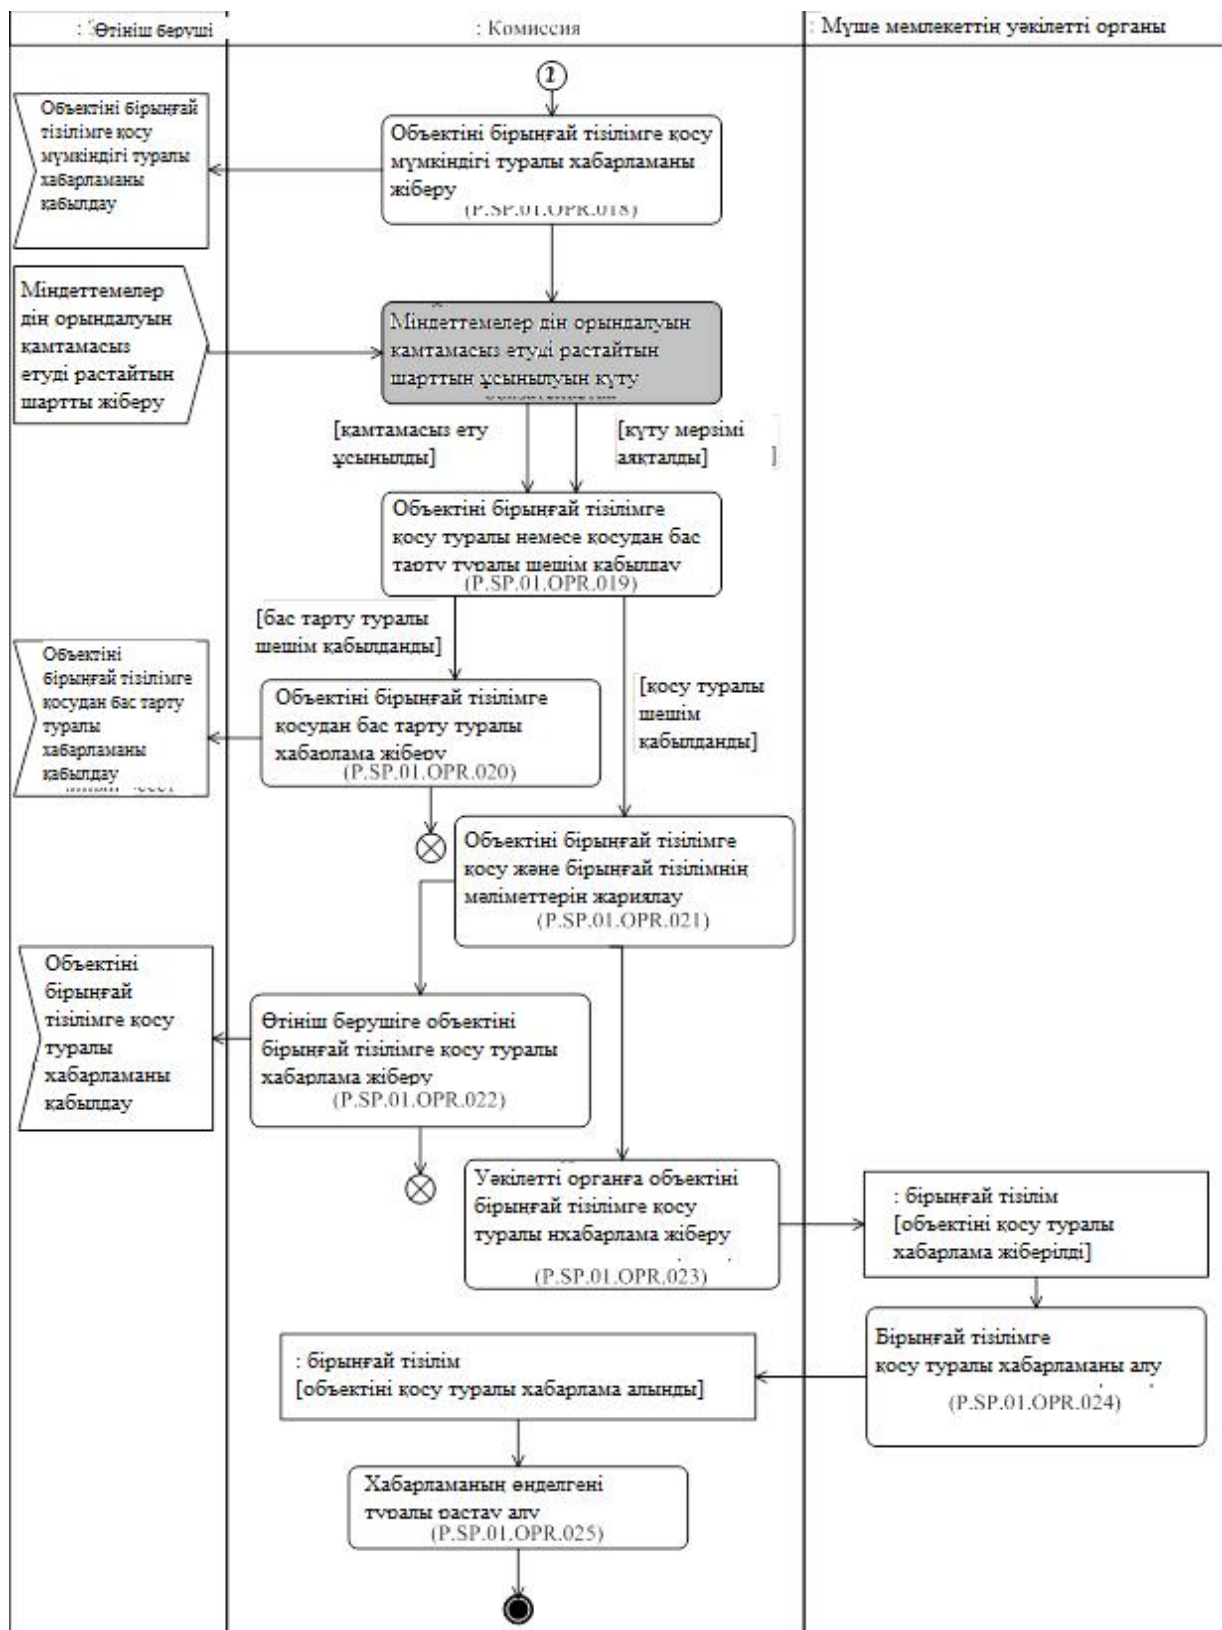 : Өтініш беруші
: Комиссия
: Мүше мемлекеттің уәкілетті органы
Объектіні бірыңғай
тізілімге қосу
мүмкіндігі туралы
хабарламаны
қабылдау
Объектіні бірыңғай тізілімге қосу
мүмкіндігі туралы хабарламаны
жіберу
(P.SP.01.OPR.018)
Міндеттемелер
дің орындалуын
қамтамасыз
етуді растайтын
шартты жіберу
Міндеттемелер дің орындалуын
қамтамасыз етуді растайтын
шарттың ұсынылуын күту
[қамтамасыз ету
ұсынылды]
[күту мерзімі
аяқталды]
]
Объектіні бірыңғай тізілімге
қосу туралы немесе қосудан бас
тарту туралы шешім қабылдау
(P.SP.01.OPR.019)
[бас тарту туралы
шешім қабылданды]
[қосу туралы
шешім
қабылданды]
Объектіні
бірыңғай тізілімге
қосудан бас тарту
туралы
хабарламаны
қабылдау
Объектіні бірыңғай тізілімге
қосудан бас тарту туралы
хабарлама жіберу
(P.SP.01.OPR.020)
Объектіні бірыңғай тізілімге
қосу және бірыңғай тізілімнің
мәліметтерін жариялау
(P.SP.01.OPR.021)
Объектіні
бірыңғай
тізілімге қосу
туралы
хабарламаны
қабылдау
Өтініш берушіге объектіні
бірыңғай тізілімге қосу туралы
хабарлама жіберу
(P.SP.01.OPR.022)
Уәкілетті органға объектіні
бірыңғай тізілімге қосу
туралы нхабарлама жіберу
(P.SP.01.OPR.023)
: бірыңғай тізілім
[объектіні қосу туралы
хабарлама жіберілді]
Бірыңғай тізілімге
қосу туралы хабарламаны алу
(P.SP.01.OPR.024)
: бірыңғай тізілім
[объектіні қосу туралы хабарлама алынды]
Хабарламаның өңделгені
туралы растау алу
(P.SP.01.OPR.025)